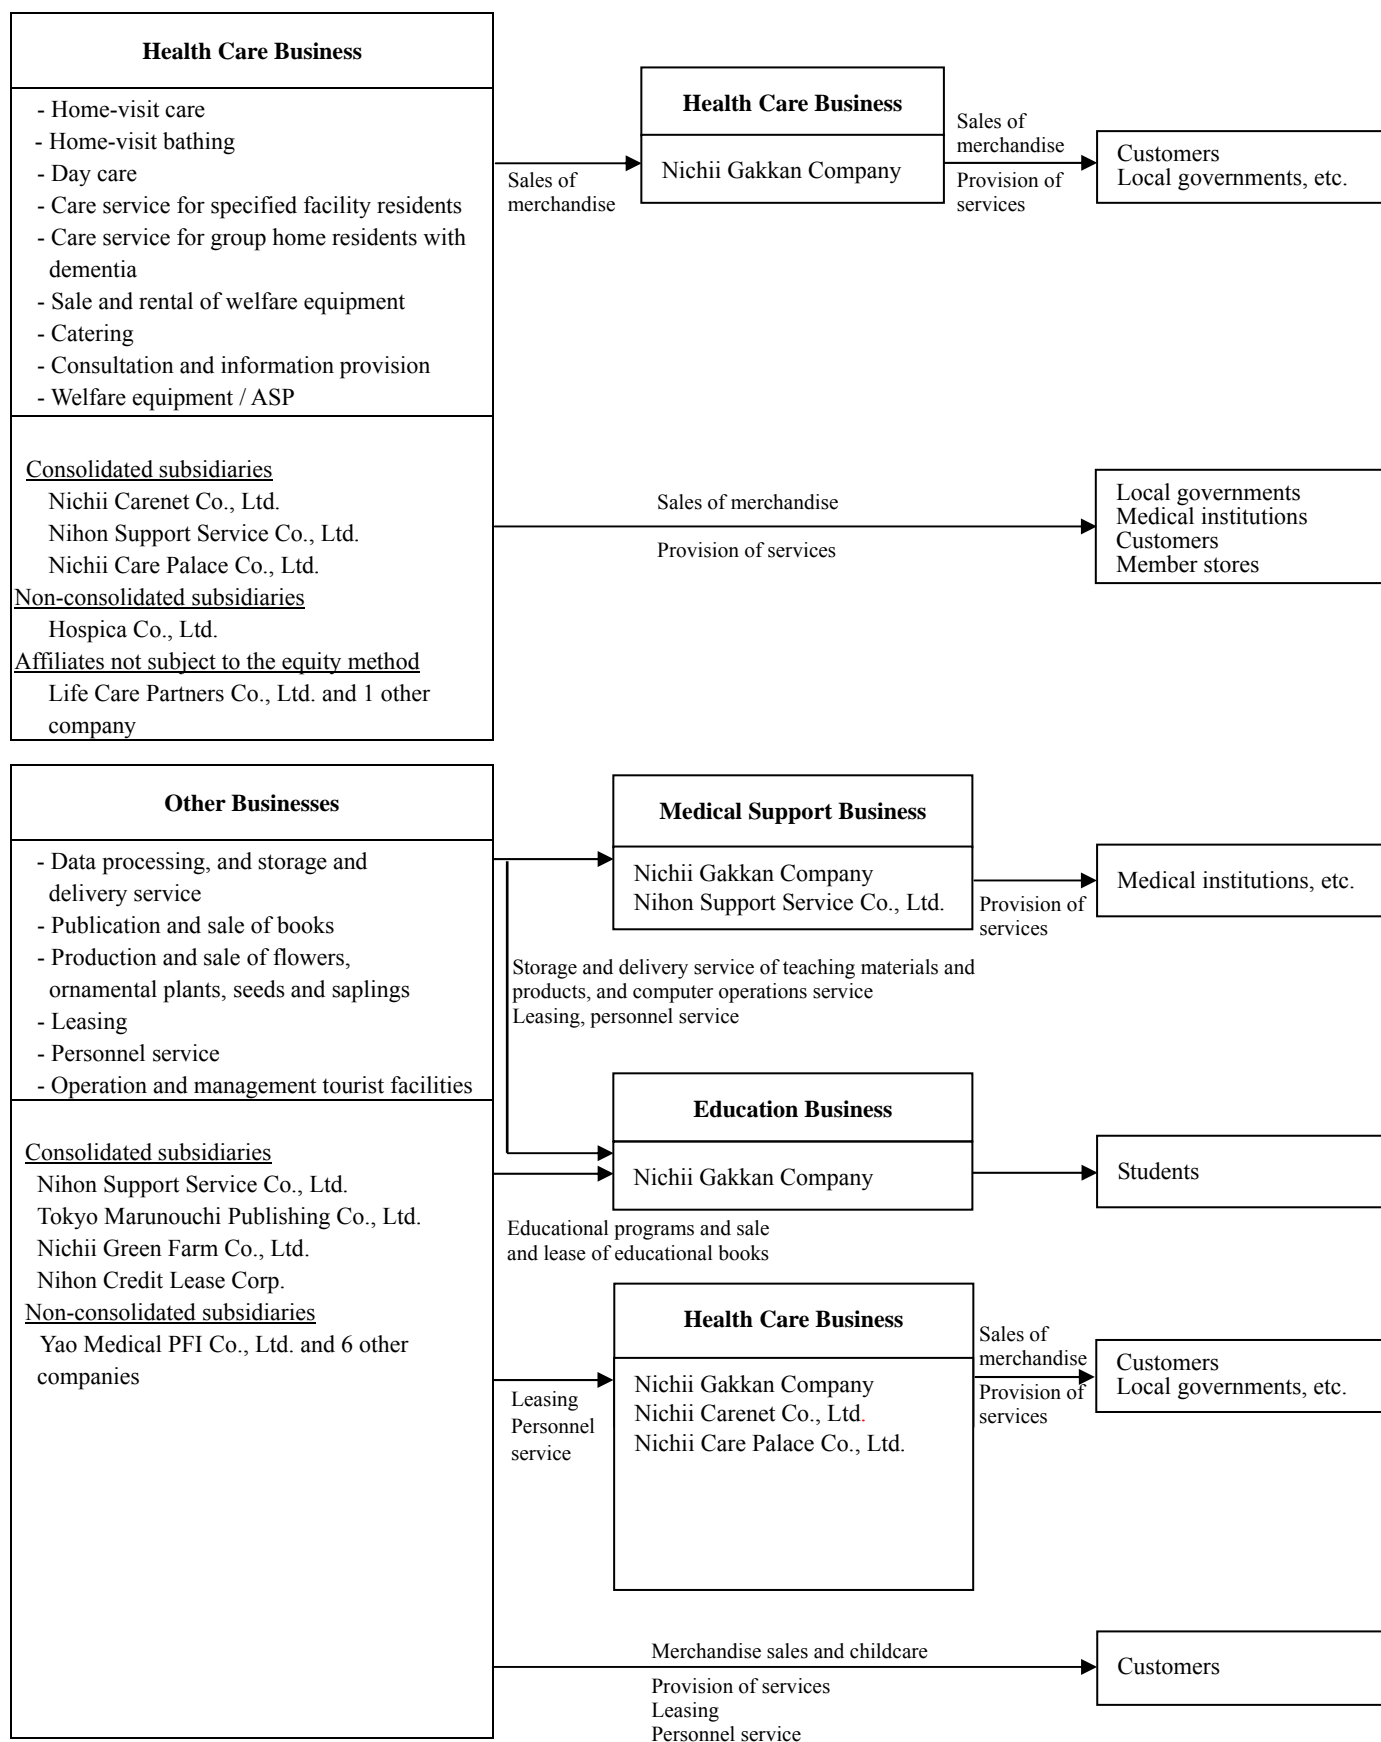 Health Care Business
- Home-visit care
- Home-visit bathing
- Day care
- Care service for specified facility residents
- Care service for group home residents with
dementia
- Sale and rental of welfare equipment
- Catering
- Consultation and information provision
- Welfare equipment / ASP
Consolidated subsidiaries
Nichii Carenet Co., Ltd.
Nihon Support Service Co., Ltd.
Nichii Care Palace Co., Ltd.
Non-consolidated subsidiaries
Hospica Co., Ltd.
Affiliates not subject to the equity method
Life Care Partners Co., Ltd. and 1 other
company
Sales of
merchandise
Health Care Business
Nichii Gakkan Company
Sales of
merchandise
Provision of
services
Customers
Local governments, etc.
Sales of merchandise
Provision of services
Local governments
Medical institutions
Customers
Member stores
Other Businesses
- Data processing, and storage and
delivery service
- Publication and sale of books
- Production and sale of flowers,
ornamental plants, seeds and saplings
- Leasing
- Personnel service
- Operation and management tourist facilities
Consolidated subsidiaries
Nihon Support Service Co., Ltd.
Tokyo Marunouchi Publishing Co., Ltd.
Nichii Green Farm Co., Ltd.
Nihon Credit Lease Corp.
Non-consolidated subsidiaries
Yao Medical PFI Co., Ltd. and 6 other
companies
Medical Support Business
Nichii Gakkan Company
Nihon Support Service Co., Ltd.
Provision of
services
Medical institutions, etc.
Storage and delivery service of teaching materials and
products, and computer operations service
Leasing, personnel service
Education Business
Nichii Gakkan Company
Students
Educational programs and sale
and lease of educational books
Leasing
Personnel
service
Health Care Business
Nichii Gakkan Company
Nichii Carenet Co., Ltd.
Nichii Care Palace Co., Ltd.
Sales of
merchandise
Provision of
services
Customers
Local governments, etc.
Merchandise sales and childcare
Provision of services
Leasing
Personnel service
Customers